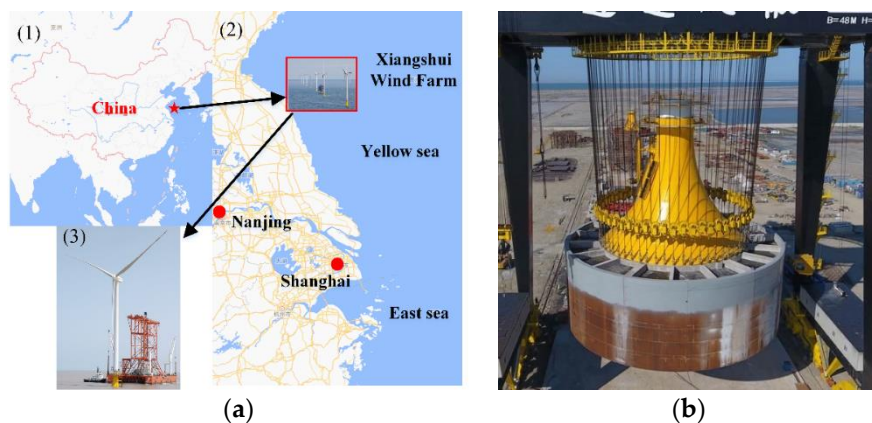 (1)
China
(2)
Xiangshui
Wind Farm
Yellow sea
Nanjing
Shanghai
East sea
(3)
B=48M H=
(a)
(b)